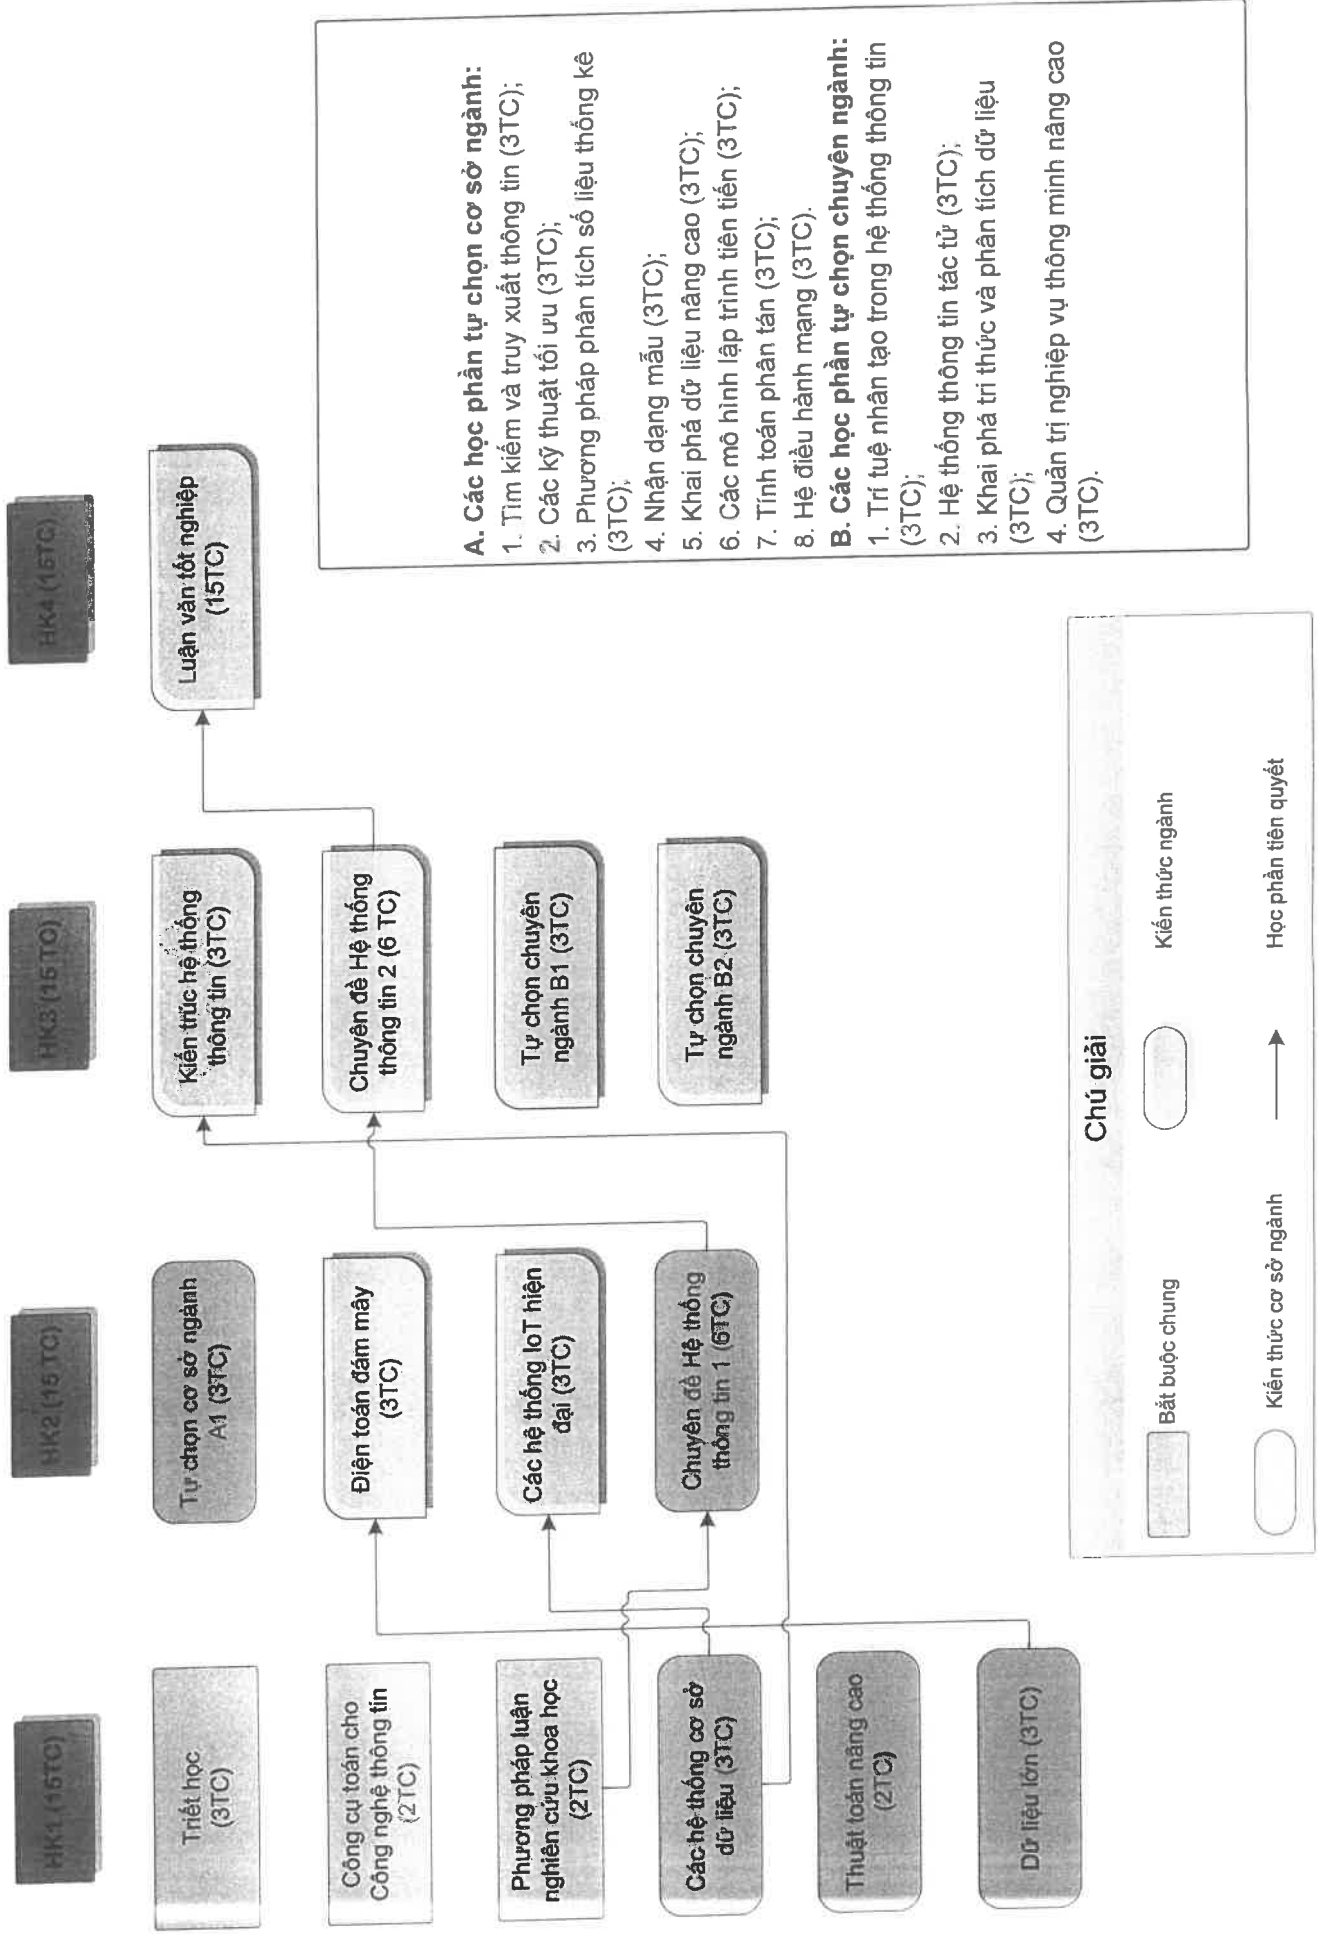 HK1 (15TC)
HK2 (15TC)
HK3 (15TC)
HK4 (15TC)
Triết học
(3TC)
Công cụ toán cho
Công nghệ thông tin
(2TC)
Phương pháp luận
nghiên cứu khoa học
(2TC)
Các hệ thống cơ sở
dữ liệu (3TC)
Thuật toán nâng cao
(2TC)
Dữ liệu lớn (3TC)
Tự chọn cơ sở ngành
A1 (3TC)
Điện toán đám mây
(3TC)
Các hệ thống IoT hiện
đại (3TC)
Chuyên đề Hệ thống
thông tin 1 (6TC)
Kiến trúc hệ thống
thông tin (3TC)
Chuyên đề Hệ thống
thông tin 2 (6 TC)
Tự chọn chuyên
ngành B1 (3TC)
Tự chọn chuyên
ngành B2 (3TC)
Luận văn tốt nghiệp
(15TC)
A. Các học phần tự chọn cơ sở ngành:
1. Tìm kiếm và truy xuất thông tin (3TC);
2. Các kỹ thuật tối ưu (3TC);
3. Phương pháp phân tích số liệu thống kê
(3TC);
4. Nhận dạng mẫu (3TC);
5. Khai phá dữ liệu nâng cao (3TC);
6. Các mô hình lập trình tiên tiến (3TC);
7. Tính toán phân tán (3TC);
8. Hệ điều hành mạng (3TC).
B. Các học phần tự chọn chuyên ngành:
1. Trí tuệ nhân tạo trong hệ thống thông tin
(3TC);
2. Hệ thống thông tin tác tử (3TC);
3. Khai phá tri thức và phân tích dữ liệu
(3TC);
4. Quản trị nghiệp vụ thông minh nâng cao
(3TC).
Chú giải
Bắt buộc chung
Kiến thức ngành
Kiến thức cơ sở ngành
Học phần tiên quyết